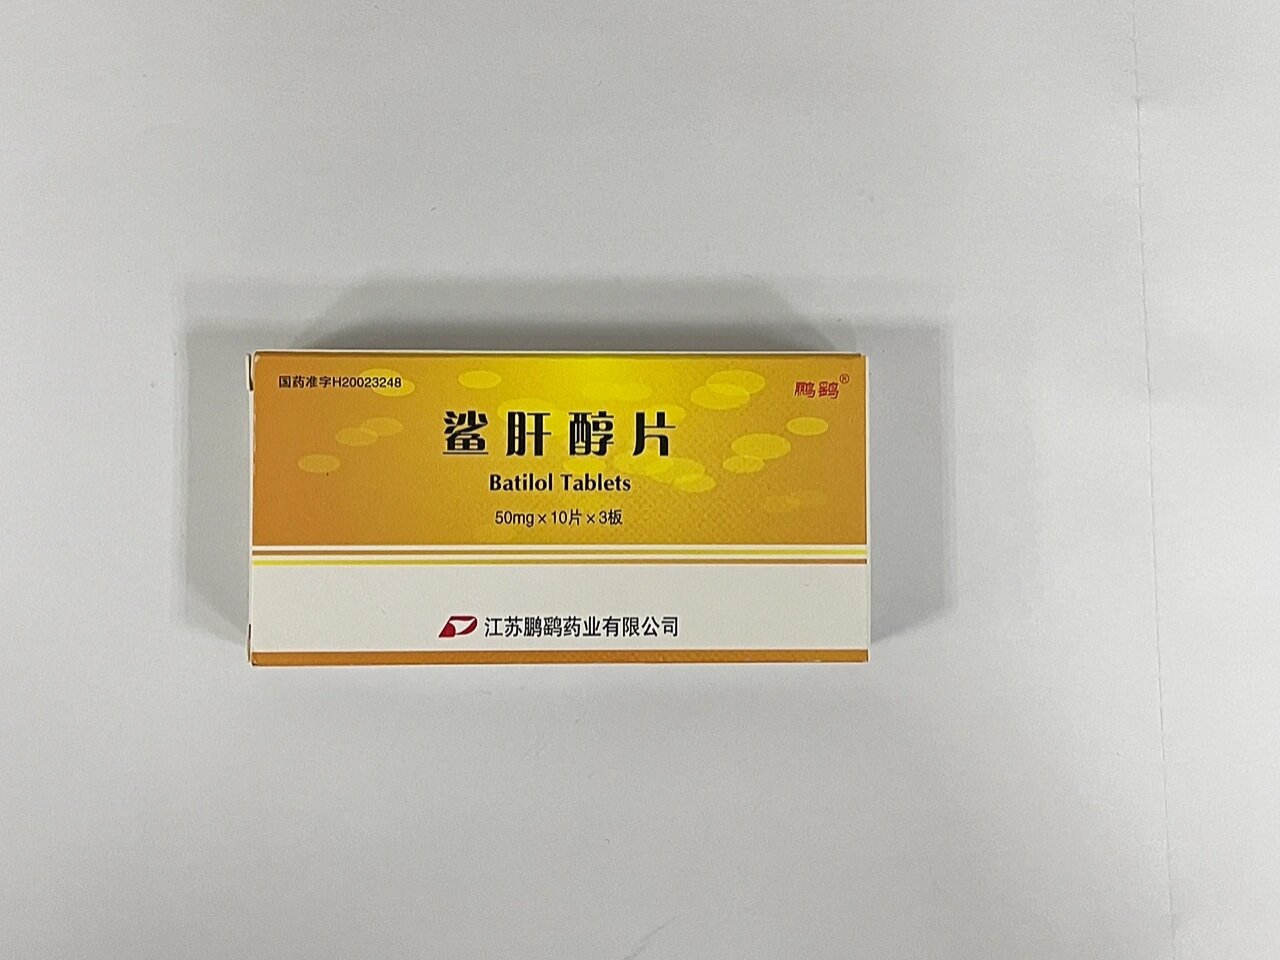 国药准字H20023248
鹏鹞®
鲨肝醇片
Batilol Tablets
50mg×10片×3板
江苏鹏鹞药业有限公司